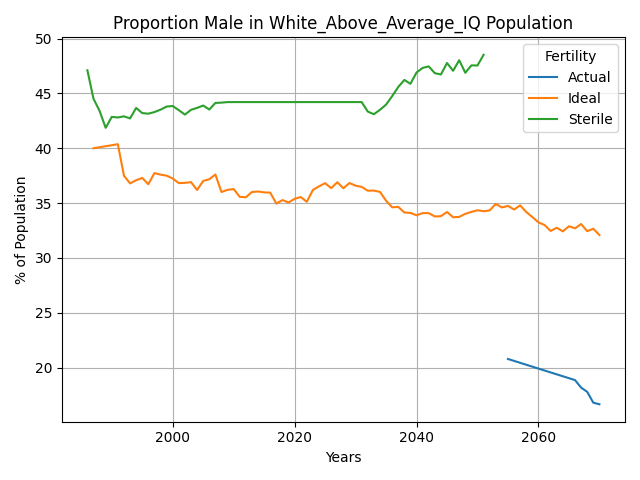 Proportion Male in White_Above_Average_IQ Population
50
45
40
35
30
25
20
% of Population
2000
2020
2040
2060
Years
Fertility
Actual
Ideal
Sterile